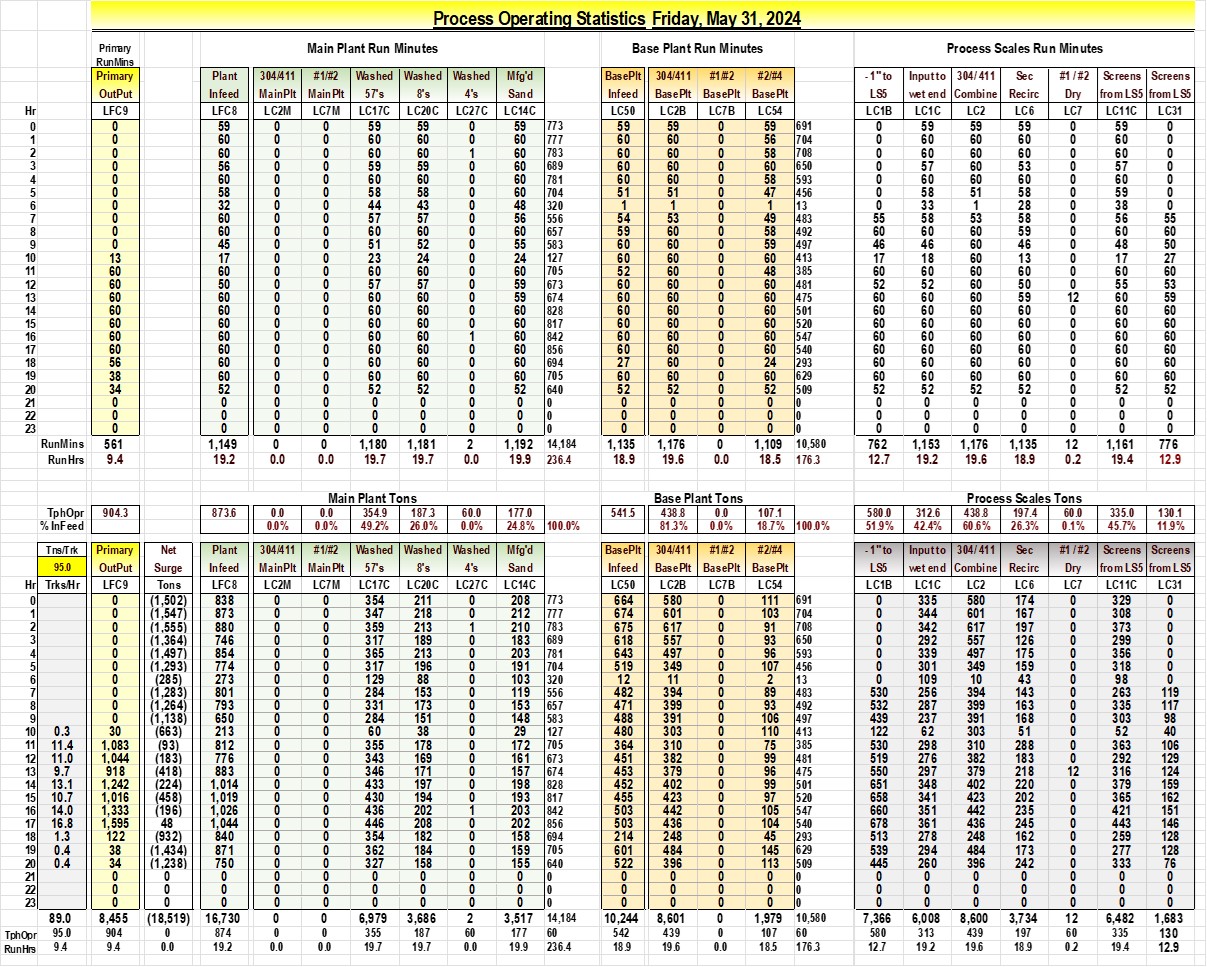 Process Operating Statistics Friday, May 31, 2024
Primary RunMins Main Plant Run Minutes Base Plant Run Minutes Process Scales Run Minutes
Primary Plant 304/411 #1/#2 Washed Washed Washed Mfg'd BasePlt 304/411 #1/#2 #2/#4 - 1" to Input to 304/ 411 Sec #1 / #2 Screens Screens
OutPut Infeed MainPlt MainPlt 57's 8's 4's Sand Infeed BasePlt BasePlt BasePlt LS5 wet end Combine Recirc Dry from LS5 from LS5
Hr LFC9 LFC8 LC2M LC7M LC17C LC20C LC27C LC14C LC50 LC2B LC7B LC54 LC1B LC1C LC2 LC6 LC7 LC11C LC31
0 0 59 0 0 59 59 0 59 773 59 59 0 59 691 0 59 59 59 0 59 0
1 0 60 0 0 60 60 0 60 777 60 60 0 56 704 0 60 60 60 0 60 0
2 0 60 0 0 60 60 1 60 783 60 60 0 58 708 0 60 60 60 0 60 0
3 0 56 0 0 59 59 0 60 689 60 60 0 60 650 0 57 60 53 0 57 0
4 0 60 0 0 60 60 0 60 781 60 60 0 58 593 0 60 60 60 0 60 0
5 0 58 0 0 58 58 0 60 704 51 51 0 47 456 0 58 51 58 0 59 0
6 0 32 0 0 44 43 0 48 320 1 1 0 1 13 0 33 1 28 0 38 0
7 0 60 0 0 57 57 0 56 556 54 53 0 49 483 55 58 53 58 0 56 55
8 0 60 0 0 60 60 0 60 657 59 60 0 58 492 60 60 60 59 0 60 60
9 0 45 0 0 51 52 0 55 583 60 60 0 59 497 46 46 60 46 0 48 50
10 13 17 0 0 23 24 0 24 127 60 60 0 60 413 17 18 60 13 0 17 27
11 60 60 0 0 60 60 0 60 705 52 60 0 48 385 60 60 60 60 0 60 60
12 60 50 0 0 57 57 0 59 673 60 60 0 60 481 52 52 60 50 0 55 53
13 60 60 0 0 60 60 0 59 674 60 60 0 60 475 60 60 60 59 12 60 59
14 60 60 0 0 60 60 0 60 828 60 60 0 60 501 60 60 60 60 0 60 60
15 60 60 0 0 60 60 0 60 817 60 60 0 60 520 60 60 60 60 0 60 60
16 60 60 0 0 60 60 1 60 842 60 60 0 60 547 60 60 60 60 0 60 60
17 60 60 0 0 60 60 0 60 856 60 60 0 60 540 60 60 60 60 0 60 60
18 56 60 0 0 60 60 0 60 694 27 60 0 24 293 60 60 60 60 0 60 60
19 38 60 0 0 60 60 0 60 705 60 60 0 60 629 60 60 60 60 0 60 60
20 34 52 0 0 52 52 0 52 640 52 52 0 52 509 52 52 52 52 0 52 52
21 0 0 0 0 0 0 0 0 0 0 0 0 0 0 0 0 0 0 0 0 0
22 0 0 0 0 0 0 0 0 0 0 0 0 0 0 0 0 0 0 0 0 0
23 0 0 0 0 0 0 0 0 0 0 0 0 0 0 0 0 0 0 0 0 0
RunMins 561 1,149 0 0 1,180 1,181 2 1,192 14,184 1,135 1,176 0 1,109 10,580 762 1,153 1,176 1,135 12 1,161 776
RunHrs 9.4 19.2 0.0 0.0 19.7 19.7 0.0 19.9 236.4 18.9 19.6 0.0 18.5 176.3 12.7 19.2 19.6 18.9 0.2 19.4 12.9
Main Plant Tons Base Plant Tons Process Scales Tons
TphOpr 904.3 873.6 0.0 0.0 354.9 187.3 60.0 177.0 541.5 438.8 0.0 107.1 580.0 312.6 438.8 197.4 60.0 335.0 130.1
% InFeed 0.0% 0.0% 49.2% 26.0% 0.0% 24.8% 100.0% 81.3% 0.0% 18.7% 100.0% 51.9% 42.4% 60.6% 26.3% 0.1% 45.7% 11.9%
Tns/Trk Primary Net Plant 304/411 #1/#2 Washed Washed Washed Mfg'd BasePlt 304/411 #1/#2 #2/#4 - 1" to Input to 304/ 411 Sec #1 / #2 Screens Screens
95.0 OutPut Surge Infeed MainPlt MainPlt 57's 8's 4's Sand Infeed BasePlt BasePlt BasePlt LS5 wet end Combine Recirc Dry from LS5 from LS5
Hr Trks/Hr LFC9 Tons LFC8 LC2M LC7M LC17C LC20C LC27C LC14C LC50 LC2B LC7B LC54 LC1B LC1C LC2 LC6 LC7 LC11C LC31
0 0 (1,502) 838 0 0 354 211 0 208 773 664 580 0 111 691 0 335 580 174 0 329 0
1 0 (1,547) 873 0 0 347 218 0 212 777 674 601 0 103 704 0 344 601 167 0 308 0
2 0 (1,555) 880 0 0 359 213 1 210 783 675 617 0 91 708 0 342 617 197 0 373 0
3 0 (1,364) 746 0 0 317 189 0 183 689 618 557 0 93 650 0 292 557 126 0 299 0
4 0 (1,497) 854 0 0 365 213 0 203 781 643 497 0 96 593 0 339 497 175 0 356 0
5 0 (1,293) 774 0 0 317 196 0 191 704 519 349 0 107 456 0 301 349 159 0 318 0
6 0 (285) 273 0 0 129 88 0 103 320 12 11 0 2 13 0 109 10 43 0 98 0
7 0 (1,283) 801 0 0 284 153 0 119 556 482 394 0 89 483 530 256 394 143 0 263 119
8 0 (1,264) 793 0 0 331 173 0 153 657 471 399 0 93 492 532 287 399 163 0 335 117
9 0 (1,138) 650 0 0 284 151 0 148 583 488 391 0 106 497 439 237 391 168 0 303 98
10 0.3 30 (663) 213 0 0 60 38 0 29 127 480 303 0 110 413 122 62 303 51 0 52 40
11 11.4 1,083 (93) 812 0 0 355 178 0 172 705 364 310 0 75 385 530 298 310 288 0 363 106
12 11.0 1,044 (183) 776 0 0 343 169 0 161 673 451 382 0 99 481 519 276 382 183 0 292 129
13 9.7 918 (418) 883 0 0 346 171 0 157 674 453 379 0 96 475 550 297 379 218 12 316 124
14 13.1 1,242 (224) 1,014 0 0 433 197 0 198 828 452 402 0 99 501 651 348 402 220 0 379 159
15 10.7 1,016 (458) 1,019 0 0 430 194 0 193 817 455 423 0 97 520 658 341 423 202 0 365 162
16 14.0 1,333 (196) 1,026 0 0 436 202 1 203 842 503 442 0 105 547 660 351 442 235 0 421 151
17 16.8 1,595 48 1,044 0 0 446 208 0 202 856 503 436 0 104 540 678 361 436 245 0 443 146
18 1.3 122 (932) 840 0 0 354 182 0 158 694 214 248 0 45 293 513 278 248 162 0 259 128
19 0.4 38 (1,434) 871 0 0 362 184 0 159 705 601 484 0 145 629 539 294 484 173 0 277 128
20 0.4 34 (1,238) 750 0 0 327 158 0 155 640 522 396 0 113 509 445 260 396 242 0 333 76
21 0 0 0 0 0 0 0 0 0 0 0 0 0 0 0 0 0 0 0 0 0 0
22 0 0 0 0 0 0 0 0 0 0 0 0 0 0 0 0 0 0 0 0 0 0
23 0 0 0 0 0 0 0 0 0 0 0 0 0 0 0 0 0 0 0 0 0 0
89.0 8,455 (18,519) 16,730 0 0 6,979 3,686 2 3,517 14,184 10,244 8,601 0 1,979 10,580 7,366 6,008 8,600 3,734 12 6,482 1,683
TphOpr 95.0 904 0 874 0 0 355 187 60 177 60 542 439 0 107 60 580 313 439 197 60 335 130
RunHrs 9.4 9.4 0.0 19.2 0.0 0.0 19.7 19.7 0.0 19.9 236.4 18.9 19.6 0.0 18.5 176.3 12.7 19.2 19.6 18.9 0.2 19.4 12.9